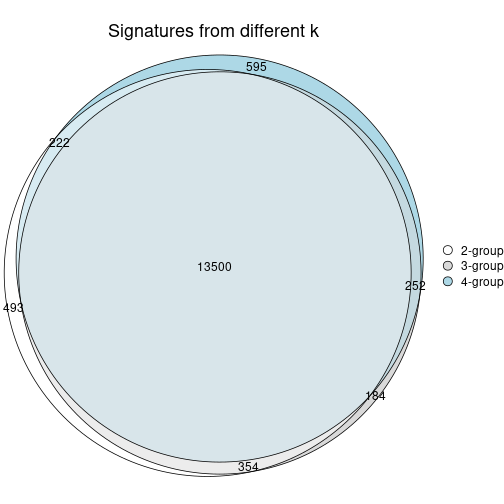 Signatures from different k
595
222
13500
2-group
3-group
4-group
252
493
184
354